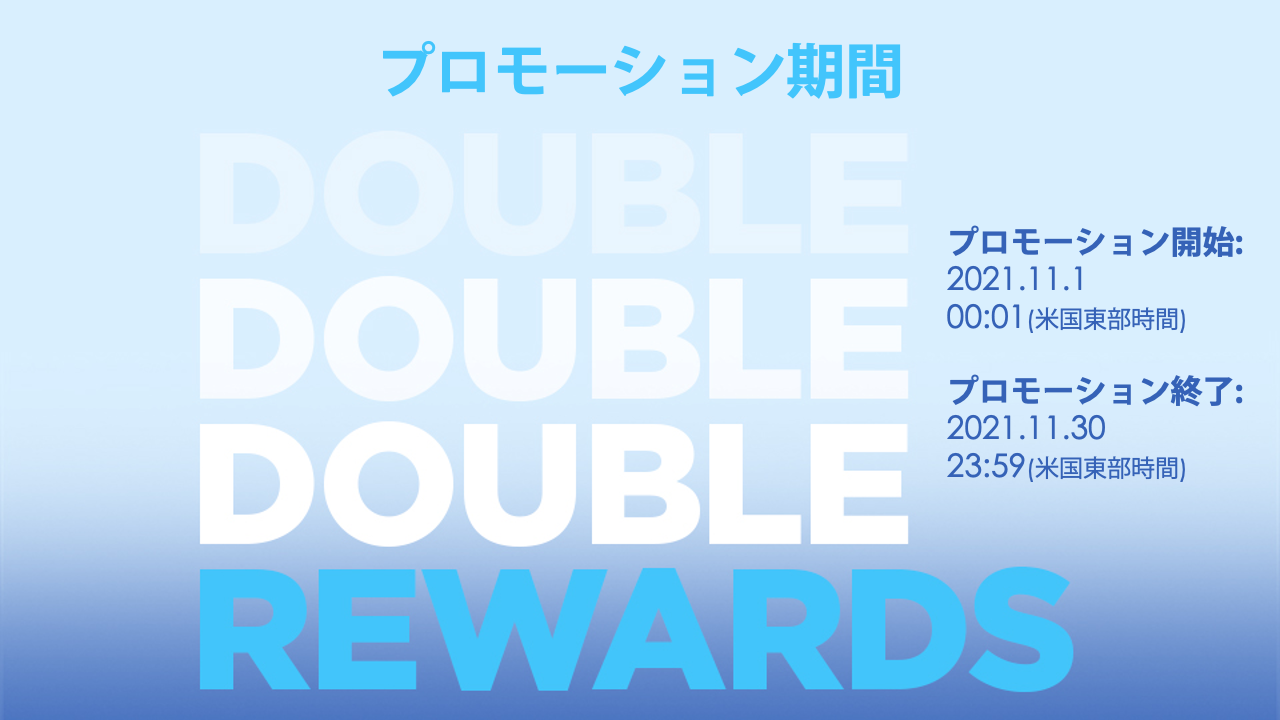 プロモーション期間
DOUBLE
DOUBLE
DOUBLE
REWARDS
プロモーション開始:
2021.11.1
00:01(米国東部時間)
プロモーション終了:
2021.11.30
23:59(米国東部時間)